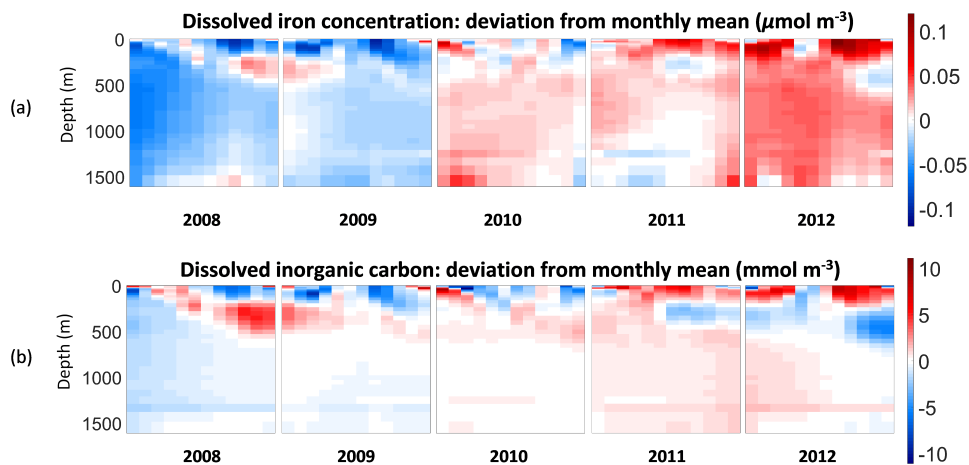 Dissolved iron concentration: deviation from monthly mean (μmol m⁻³)
(a)
Depth (m)
0
500
1000
1500
2008 2009 2010 2011 2012
0.1
0.05
0
-0.05
-0.1
Dissolved inorganic carbon: deviation from monthly mean (mmol m⁻³)
(b)
Depth (m)
0
500
1000
1500
2008 2009 2010 2011 2012
10
5
0
-5
-10